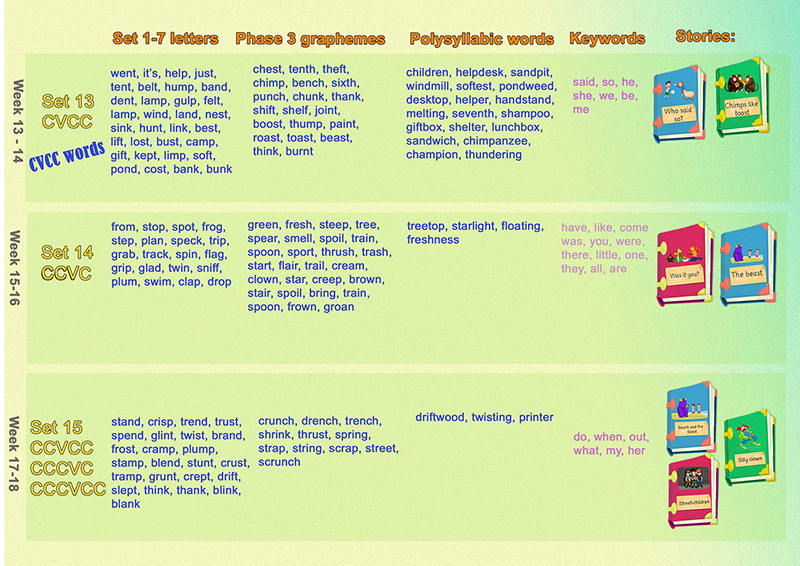 Set 1-7 letters
Phase 3 graphemes
Polysyllabic words
Keywords
Stories:
Week 13 - 14
Set 13
CVCC
CVCC words
went, it's, help, just,
tent, belt, hump, band,
dent, lamp, gulp, felt,
lamp, wind, land, nest,
sink, hunt, link, best,
lift, lost, bust, camp,
gift, kept, limp, soft,
pond, cost, bank, bunk
chest, tenth, theft,
chimp, bench, sixth,
punch, chunk, thank,
shift, shelf, joint,
boost, thump, paint,
roast, toast, beast,
think, burnt
children, helpdesk, sandpit,
windmill, softest, pondweed,
desktop, helper, handstand,
melting, seventh, shampoo,
giftbox, shelter, lunchbox,
sandwich, chimpanzee,
champion, thundering
said, so, he,
she, we, be,
me
Who said
so?
Chimps like
toast
Week 15-16
Set 14
CCVC
from, stop, spot, frog,
step, plan, speck, trip,
grab, track, spin, flag,
grip, glad, twin, sniff,
plum, swim, clap, drop
green, fresh, steep, tree,
spear, smell, spoil, train,
spoon, sport, thrush, trash,
start, flair, trail, cream,
clown, star, creep, brown,
stair, spoil, bring, train,
spoon, frown, groan
treetop, starlight, floating,
freshness
have, like, come
was, you, were,
there, little, one,
they, all, are
Was it you?
The beast
Week 17-18
Set 15
CCVCC
CCCVC
CCCVCC
stand, crisp, trend, trust,
spend, glint, twist, brand,
frost, cramp, plump,
stamp, blend, stunt, crust,
tramp, grunt, crept, drift,
slept, think, thank, blink,
blank
crunch, drench, trench,
shrink, thrust, spring,
strap, string, scrap, street,
scrunch
driftwood, twisting, printer
do, when, out,
what, my, her
and the
Silly clown
Street-children